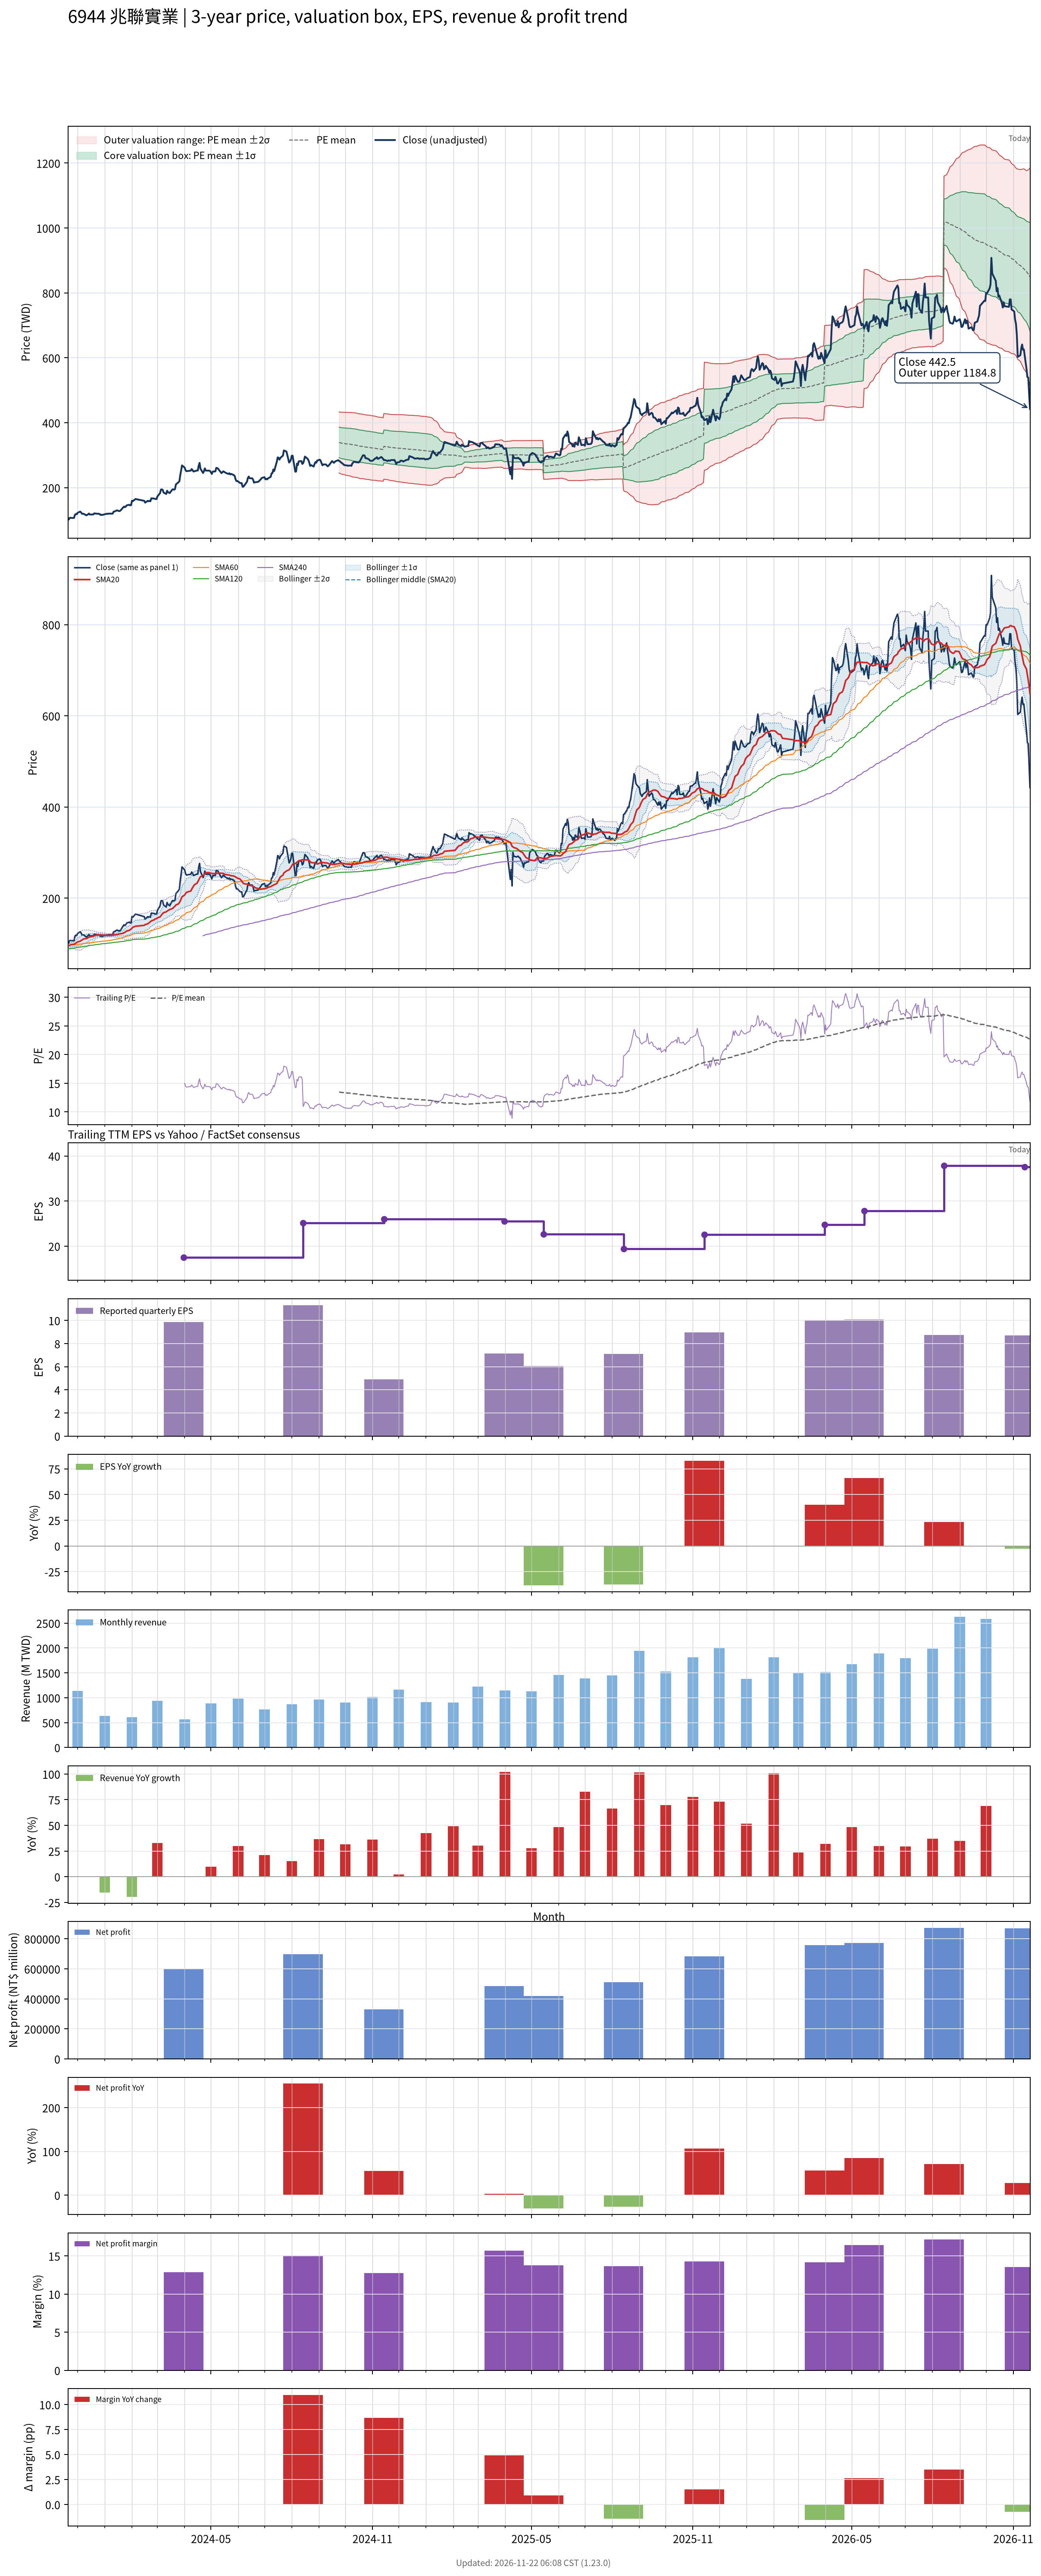 6944 兆聯實業 | 3-year price, valuation box, EPS, revenue & profit trend
Outer valuation range: PE mean ±2σ
PE mean
Close (unadjusted)
Core valuation box: PE mean ±1σ
Today
Price (TWD)
1200
1000
800
600
400
200
Close 442.5
Outer upper 1184.8
Close (same as panel 1)
SMA60
SMA240
Bollinger ±1σ
SMA20
SMA120
Bollinger ±2σ
Bollinger middle (SMA20)
Price
800
600
400
200
Trailing P/E
P/E mean
P/E
30
25
20
15
10
Trailing TTM EPS vs Yahoo / FactSet consensus
Today
EPS
40
30
20
Reported quarterly EPS
EPS
10
8
6
4
2
0
EPS YoY growth
YoY (%)
75
50
25
0
-25
Monthly revenue
Revenue (M TWD)
2500
2000
1500
1000
500
0
Revenue YoY growth
YoY (%)
100
75
50
25
0
-25
Month
Net profit
Net profit (NT$ million)
800000
600000
400000
200000
0
Net profit YoY
YoY (%)
200
100
0
Net profit margin
Margin (%)
15
10
5
0
Margin YoY change
Δ margin (pp)
10.0
7.5
5.0
2.5
0.0
2024-05
2024-11
2025-05
2025-11
2026-05
2026-11
Updated: 2026-11-22 06:08 CST (1.23.0)